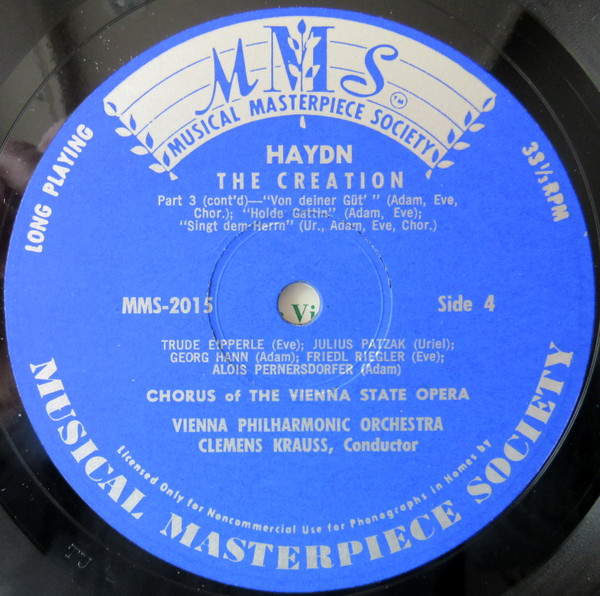 MMS
TM
MUSICAL MASTERPIECE SOCIETY
LONG PLAYING
33⅓ RPM
HAYDN
THE CREATION
Part 3 (cont'd)—"Von deiner Güt' " (Adam, Eve,
Chor.); "Holde Gattin" (Adam, Eve);
"Singt dem Herrn" (Ur., Adam, Eve, Chor.)
MMS-2015
Side 4
Vi
TRUDE EIPPERLE (Eve); JULIUS PATZAK (Uriel);
GEORG HANN (Adam); FRIEDL RIEGLER (Eve);
ALOIS PERNERSDORFER (Adam)
CHORUS of THE VIENNA STATE OPERA
VIENNA PHILHARMONIC ORCHESTRA
CLEMENS KRAUSS, Conductor
Licensed Only for Noncommercial Use for Phonographs in Homes by
MUSICAL MASTERPIECE SOCIETY